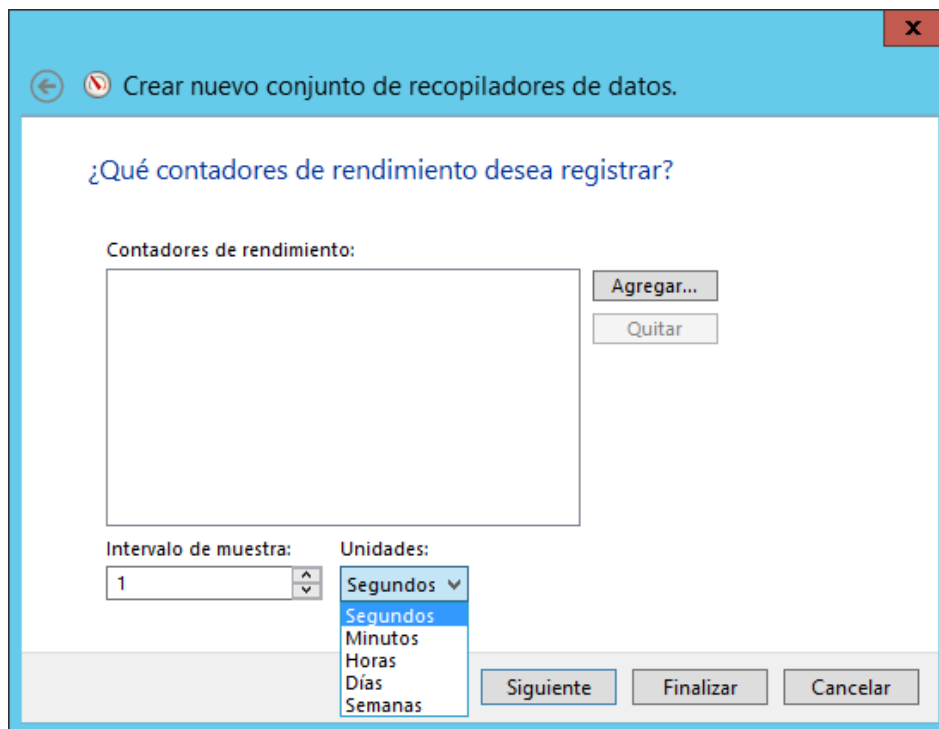 x
Crear nuevo conjunto de recopiladores de datos.
¿Qué contadores de rendimiento desea registrar?
Contadores de rendimiento:
Agregar...
Quitar
Intervalo de muestra: Unidades:
1 Segundos
Segundos
Minutos
Horas
Días
Semanas
Siguiente Finalizar Cancelar